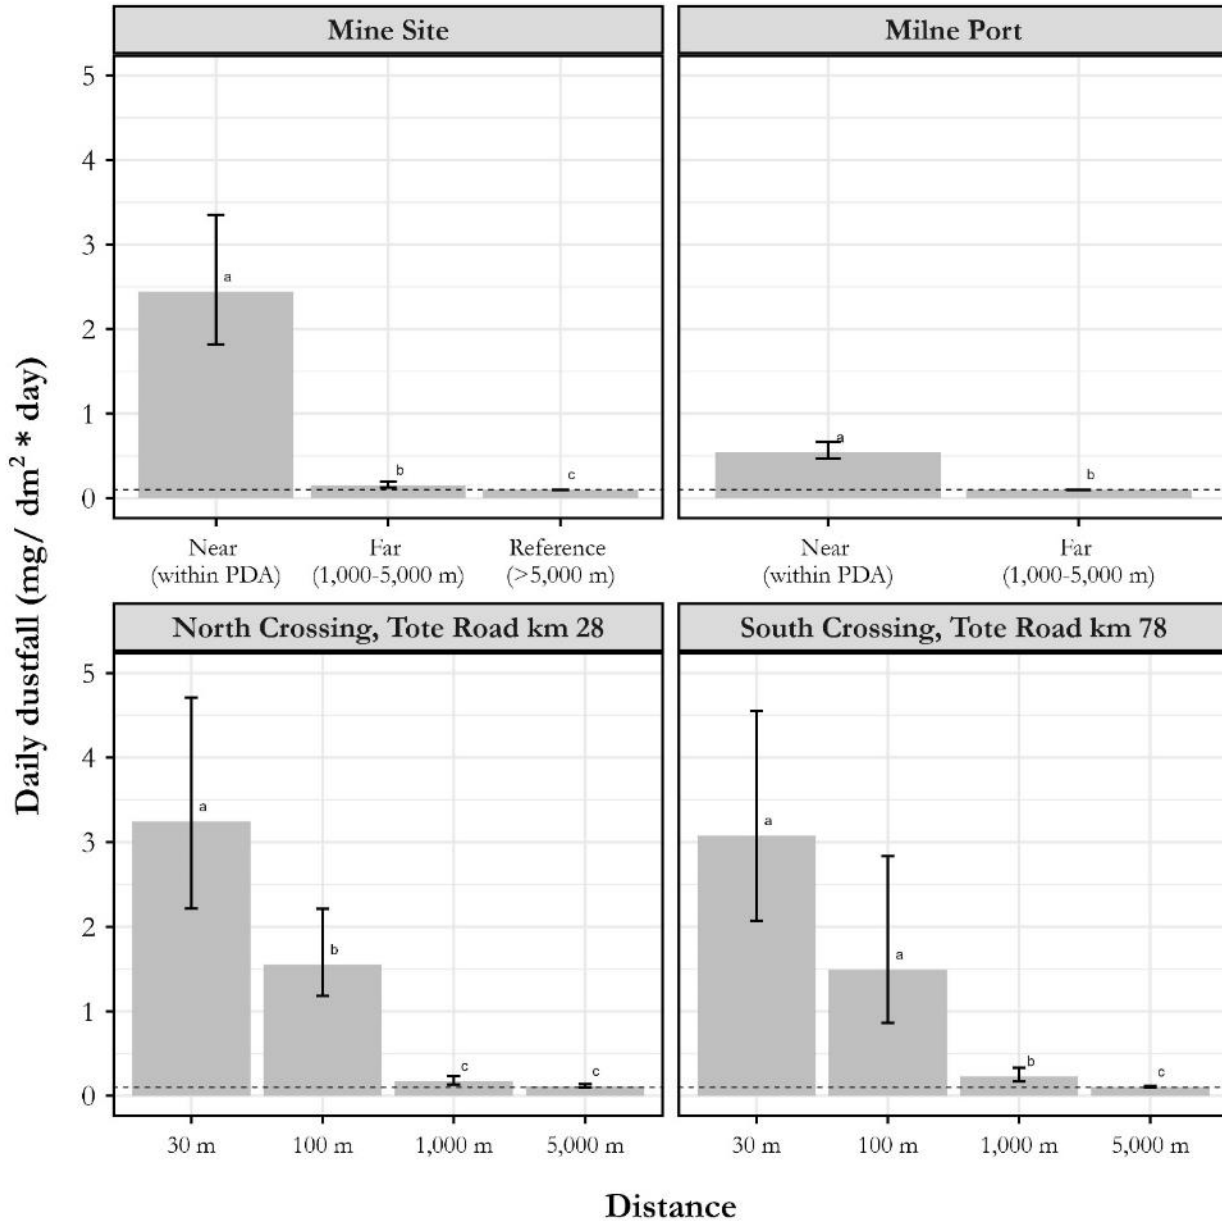 Mine Site
Milne Port
5
4
3
2
1
0
a
b
c
a
b
Near
(within PDA)
Far
(1,000-5,000 m)
Reference
(>5,000 m)
Near
(within PDA)
Far
(1,000-5,000 m)
Daily dustfall (mg/ dm² * day)
North Crossing, Tote Road km 28
South Crossing, Tote Road km 78
5
4
3
2
1
0
a
b
c
c
a
a
b
c
30 m
100 m
1,000 m
5,000 m
30 m
100 m
1,000 m
5,000 m
Distance